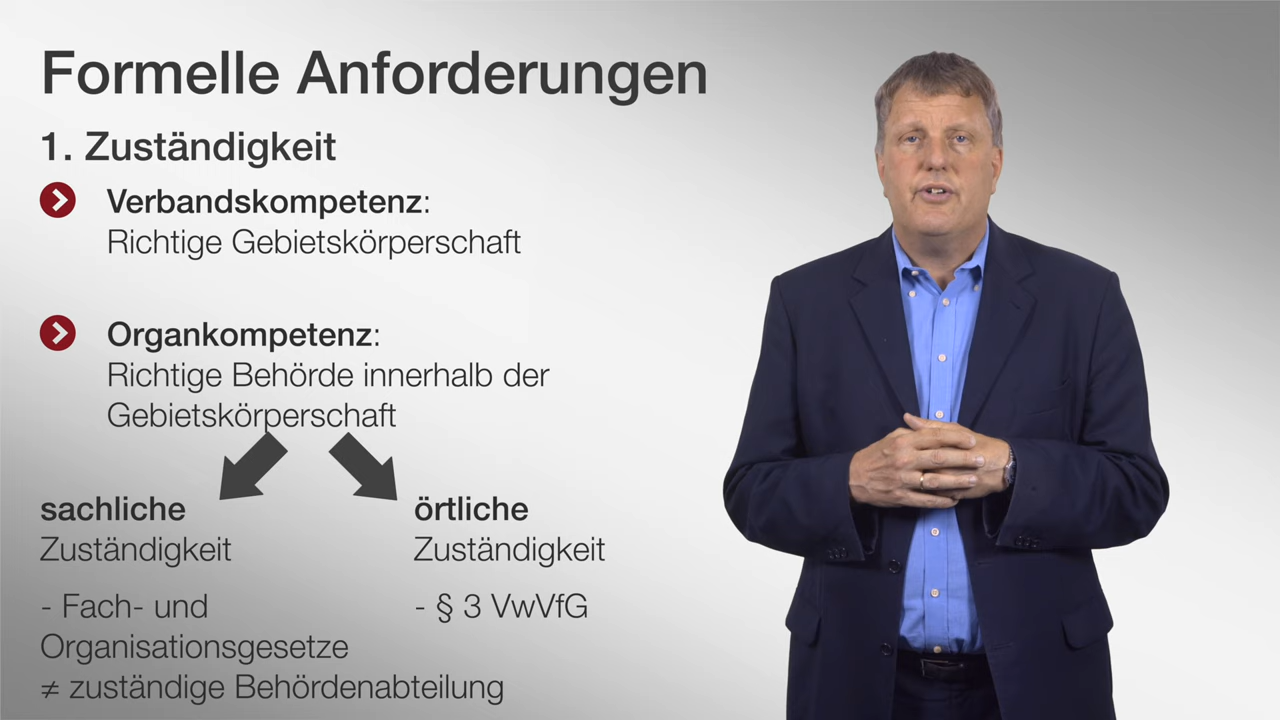 Formelle Anforderungen
1. Zuständigkeit
Verbandskompetenz:
Richtige Gebietskörperschaft
Organkompetenz:
Richtige Behörde innerhalb der
Gebietskörperschaft
sachliche
Zuständigkeit
- Fach- und
Organisationsgesetze
≠ zuständige Behördenabteilung
örtliche
Zuständigkeit
- § 3 VwVfG